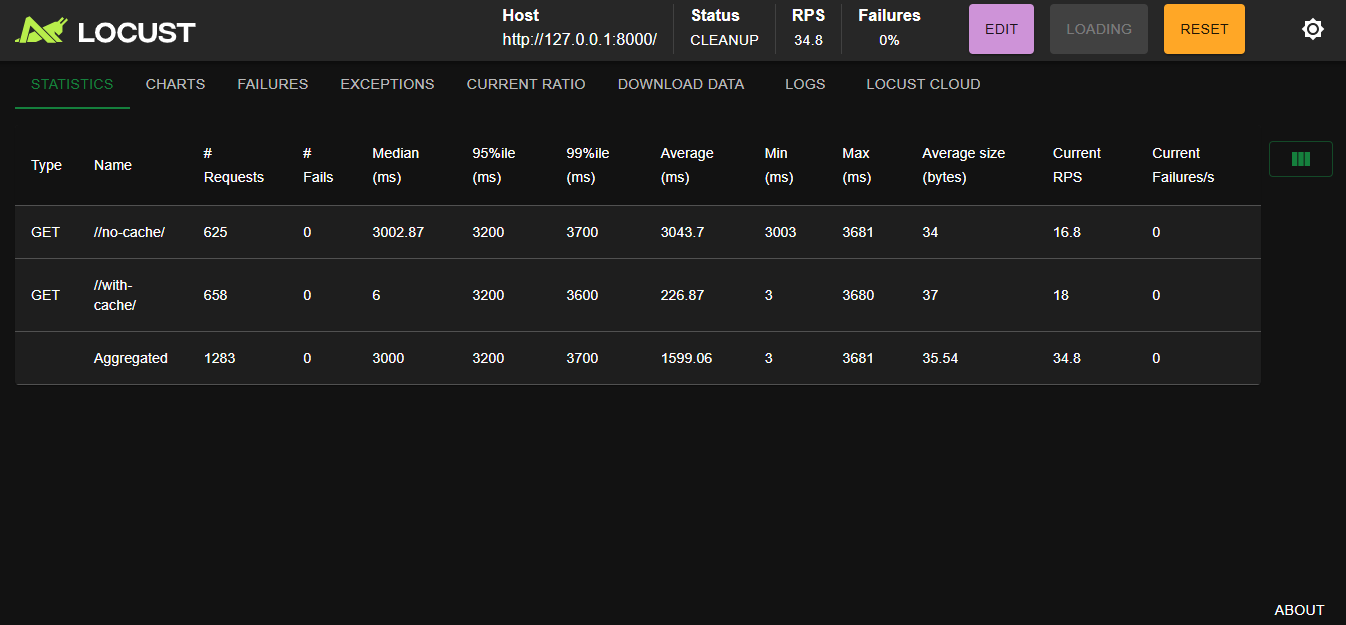 LOCUST
Host
http://127.0.0.1:8000/
Status
CLEANUP
RPS
34.8
Failures
0%
EDIT
LOADING
RESET
STATISTICS CHARTS FAILURES EXCEPTIONS CURRENT RATIO DOWNLOAD DATA LOGS LOCUST CLOUD
Type
Name
#
Requests
#
Fails
Median
(ms)
95%ile
(ms)
99%ile
(ms)
Average
(ms)
Min
(ms)
Max
(ms)
Average size
(bytes)
Current
RPS
Current
Failures/s
GET //no-cache/ 625 0 3002.87 3200 3700 3043.7 3003 3681 34 16.8 0
GET //with-
cache/ 658 0 6 3200 3600 226.87 3 3680 37 18 0
Aggregated 1283 0 3000 3200 3700 1599.06 3 3681 35.54 34.8 0
ABOUT